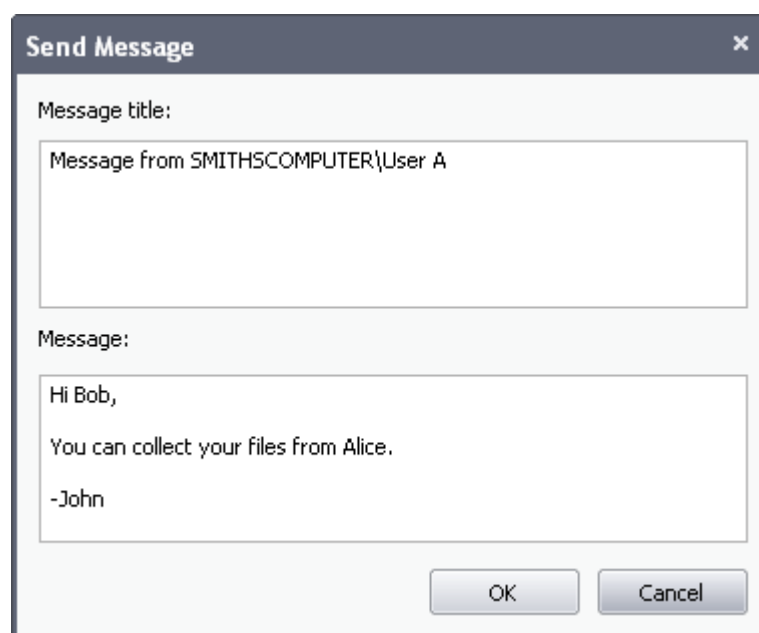 Send Message
Message title:
Message from SMITHSCOMPUTER\User A
Message:
Hi Bob,
You can collect your files from Alice.
-John
OK
Cancel